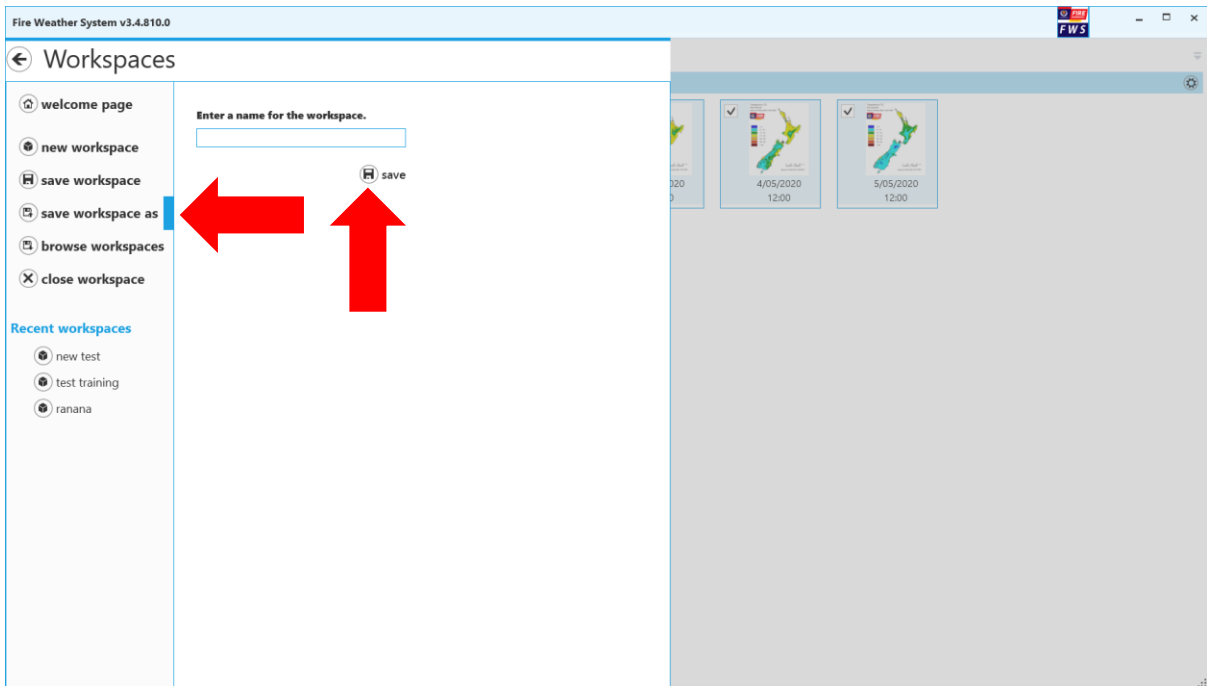 Fire Weather System v3.4.810.0
FIRE
FWS
Workspaces
welcome page
new workspace
save workspace
save workspace as
browse workspaces
close workspace
Recent workspaces
new test
test training
ranana
Enter a name for the workspace.
save
4/05/2020
12:00
5/05/2020
12:00